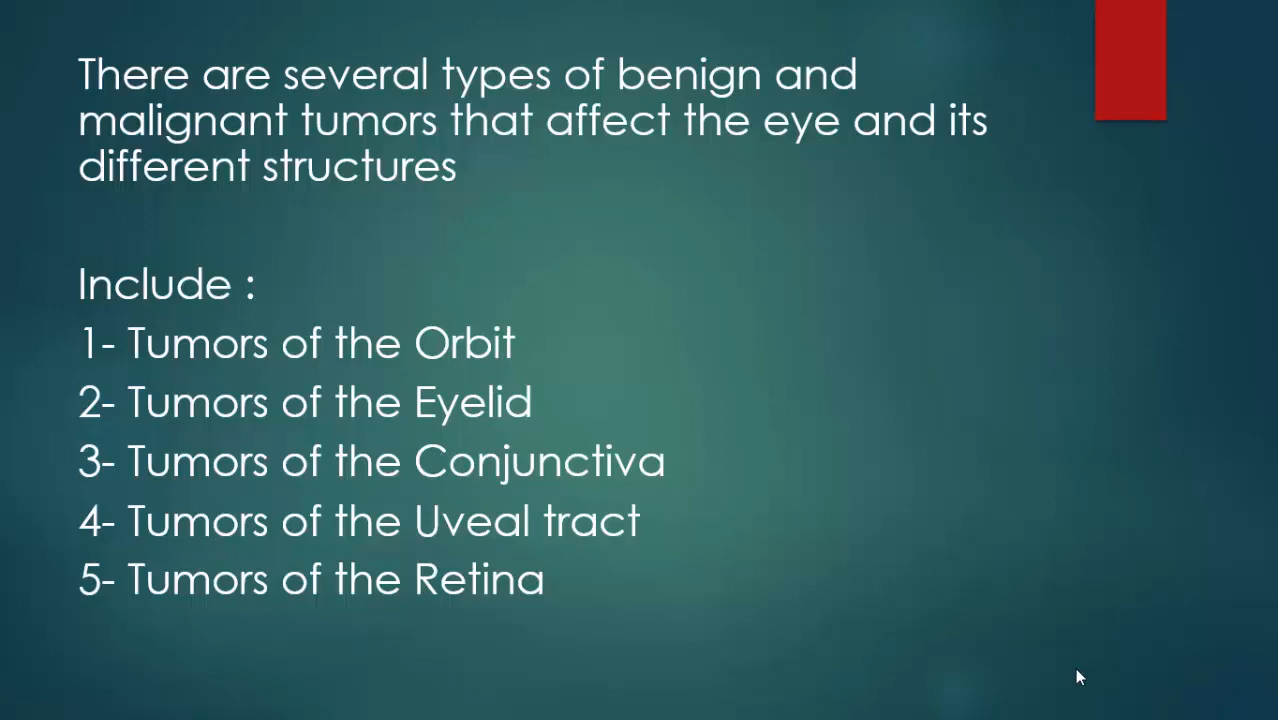 There are several types of benign and
malignant tumors that affect the eye and its
different structures
Include :
1- Tumors of the Orbit
2- Tumors of the Eyelid
3- Tumors of the Conjunctiva
4- Tumors of the Uveal tract
5- Tumors of the Retina